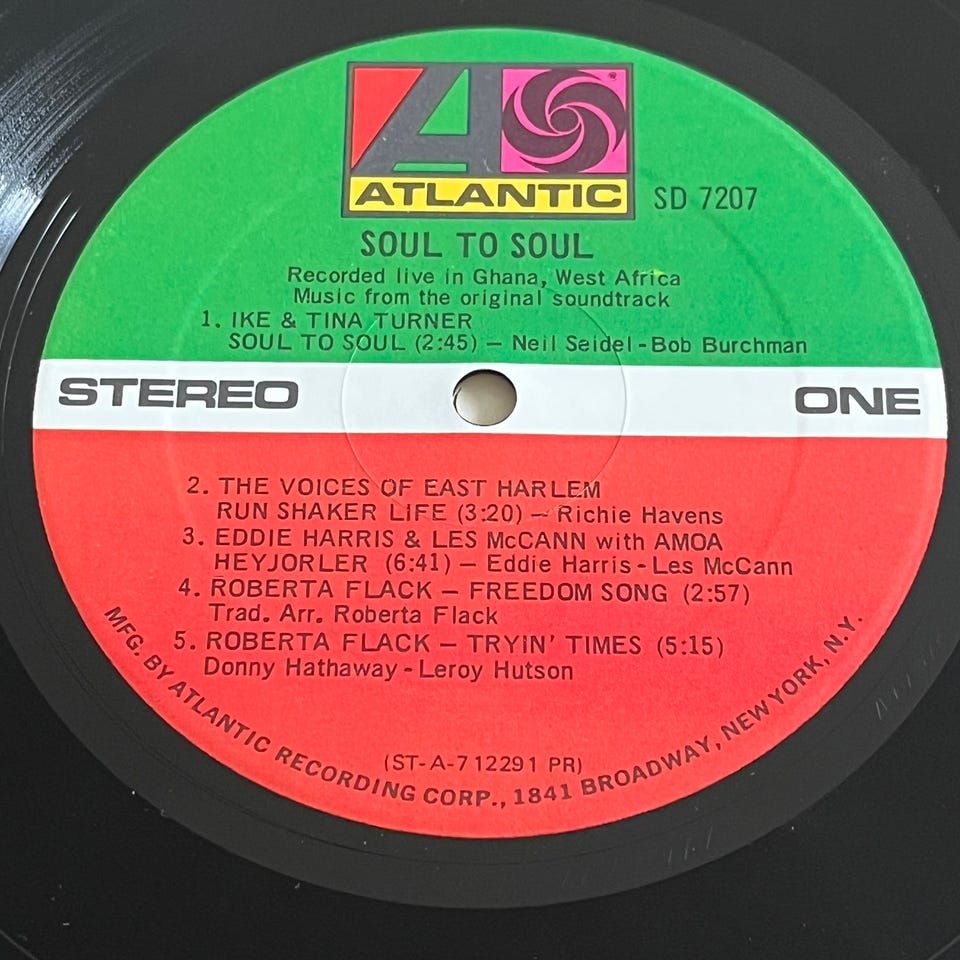 ATLANTIC
SD 7207
SOUL TO SOUL
Recorded live in Ghana, West Africa
Music from the original soundtrack
1. IKE & TINA TURNER
SOUL TO SOUL (2:45) — Neil Seidel - Bob Burchman
STEREO
ONE
2. THE VOICES OF EAST HARLEM
RUN SHAKER LIFE (3:20) — Richie Havens
3. EDDIE HARRIS & LES McCANN with AMOA
HEYJORLER (6:41) — Eddie Harris - Les McCann
4. ROBERTA FLACK — FREEDOM SONG (2:57)
Trad. Arr. Roberta Flack
5. ROBERTA FLACK — TRYIN' TIMES (5:15)
Donny Hathaway - Leroy Hutson
(ST-A-712291 PR)
MFG. BY ATLANTIC RECORDING CORP., 1841 BROADWAY, NEW YORK, N.Y.